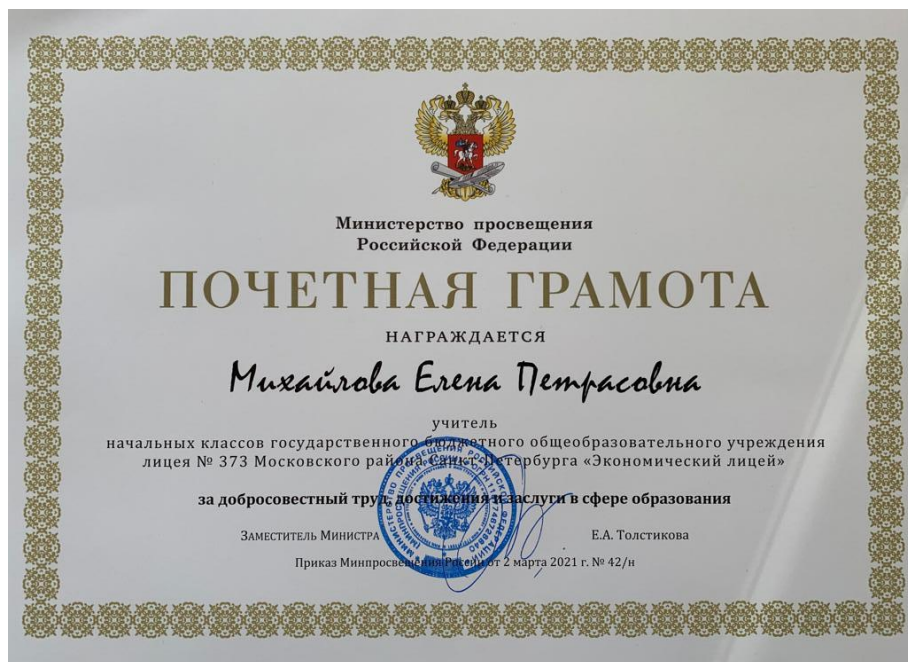 Министерство просвещения
Российской Федерации
ПОЧЕТНАЯ ГРАМОТА
НАГРАЖДАЕТСЯ
Михайлова Елена Петрасовна
учитель
начальных классов государственного бюджетного общеобразовательного учреждения
лицея № 373 Московского района Санкт-Петербурга «Экономический лицей»
за добросовестный труд, достижения и заслуги в сфере образования
Заместитель Министра Е.А. Толстикова
Приказ Минпросвещения России от 2 марта 2021 г. № 42/н